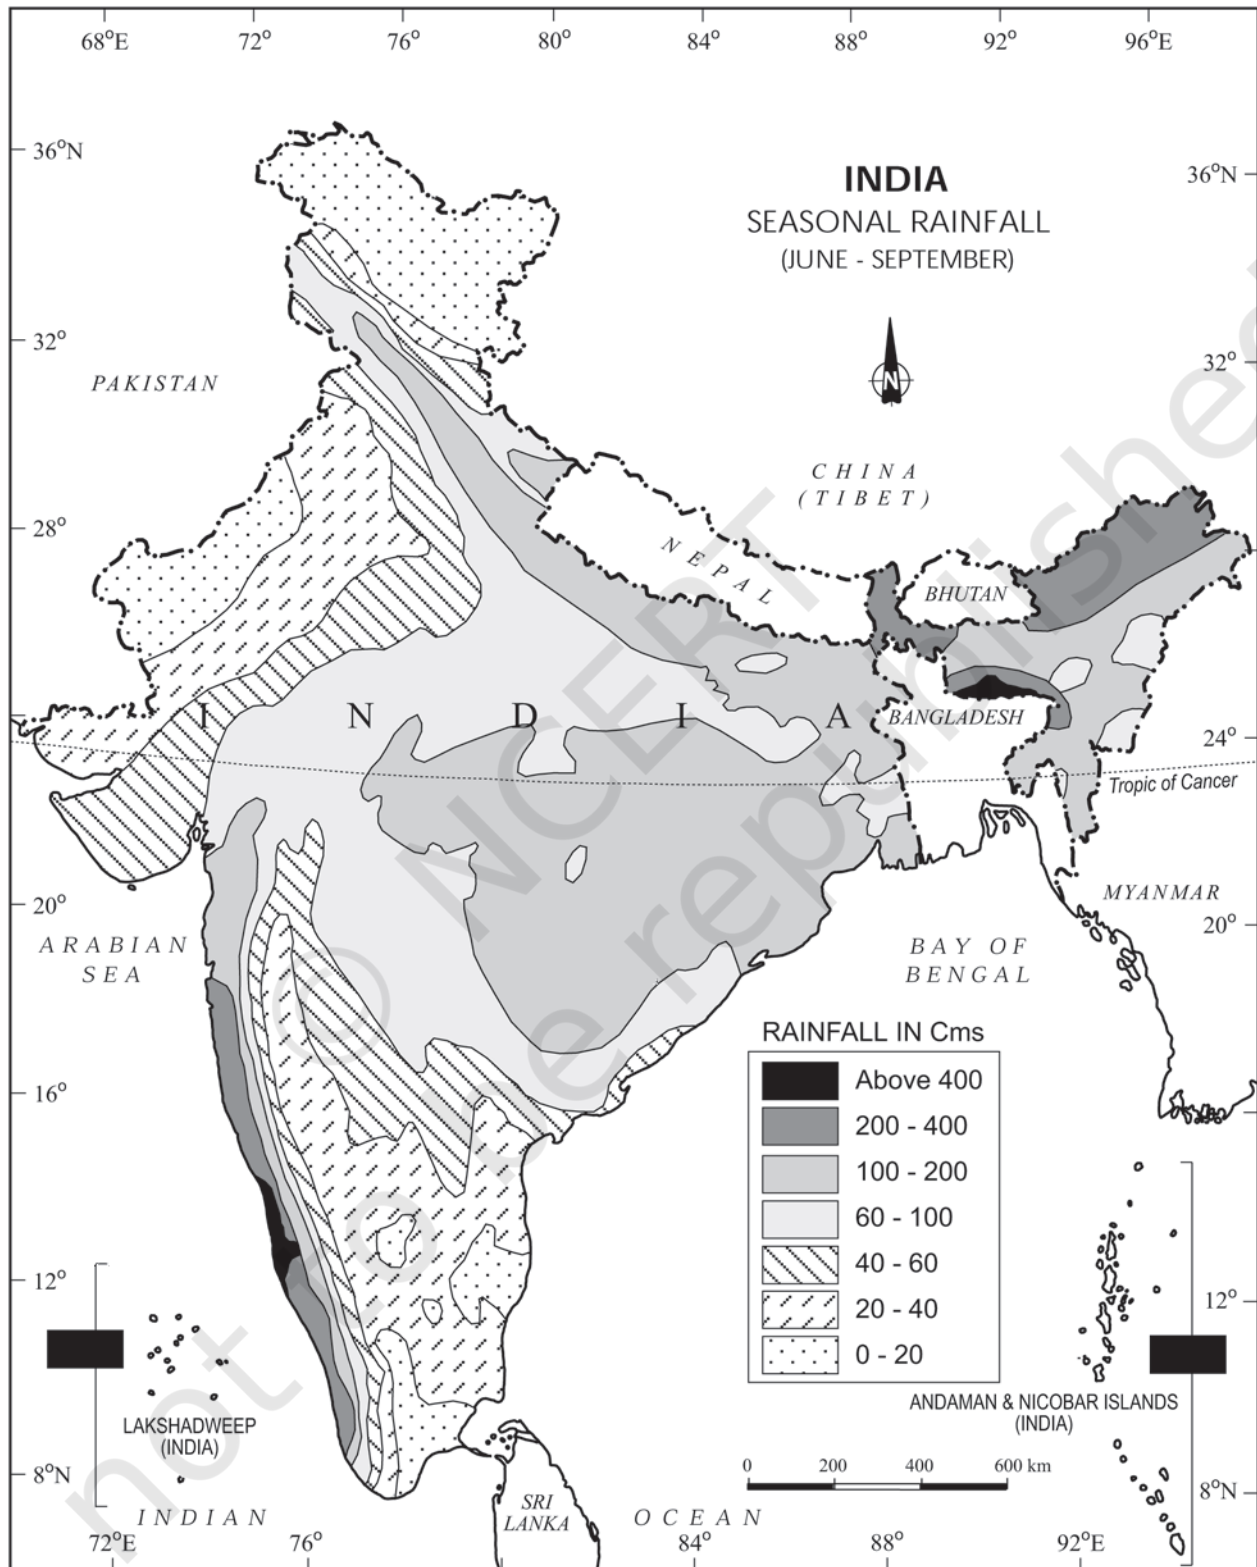 68°E 72° 76° 80° 84° 88° 92° 96°E
36°N
36°N
INDIA
SEASONAL RAINFALL
(JUNE - SEPTEMBER)
N
32°
32°
PAKISTAN
CHINA
(TIBET)
28°
NEPAL
BHUTAN
INDIA
BANGLADESH
24°
Tropic of Cancer
MYANMAR
20°
20°
ARABIAN
SEA
BAY OF
BENGAL
RAINFALL IN Cms
Above 400
200 - 400
100 - 200
60 - 100
40 - 60
20 - 40
0 - 20
16°
12°
12°
LAKSHADWEEP
(INDIA)
ANDAMAN & NICOBAR ISLANDS
(INDIA)
0 200 400 600 km
8°N
8°N
SRI
LANKA
INDIAN OCEAN
72°E 76° 84° 88° 92°E
© NCERT
not to be republished